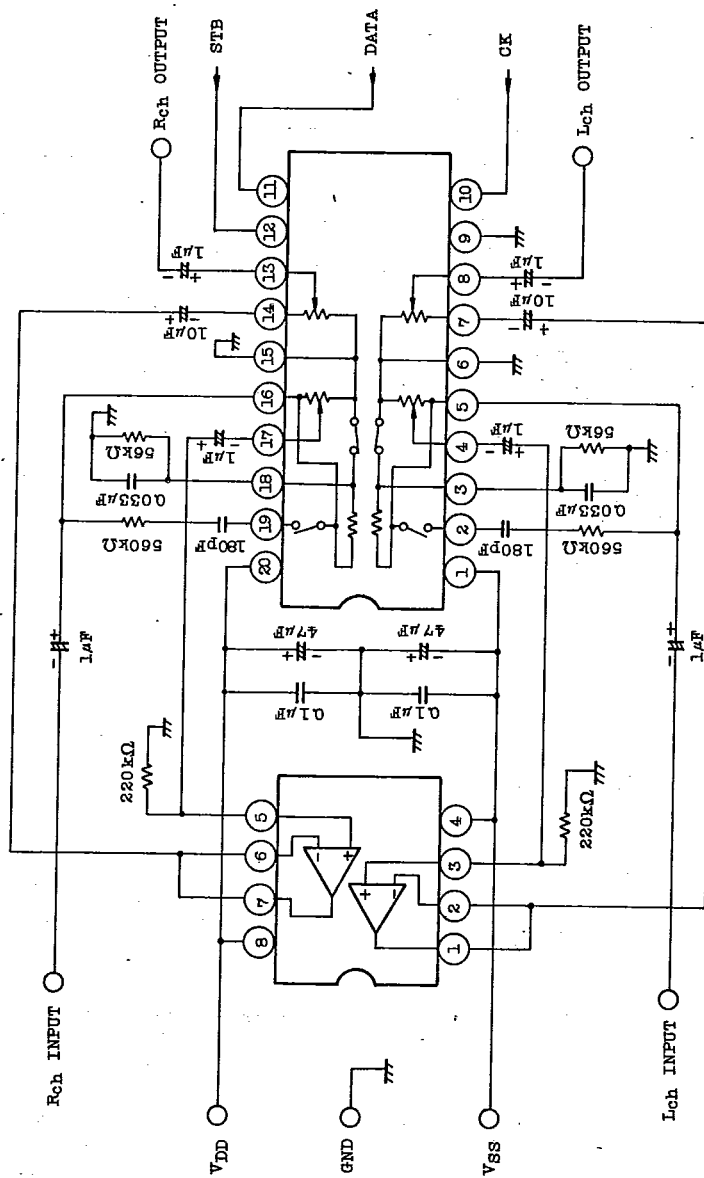 Rch OUTPUT
STB
DATA
CK
Lch OUTPUT
11
12
13
14
15
16
17
18
19
20
10
9
8
7
6
5
4
3
2
1
- +
1μF
+ -
10μF
+ -
1μF
56kΩ
0.033μF
560kΩ
180pF
+ -
1μF
- +
10μF
- +
1μF
56kΩ
0.033μF
560kΩ
180pF
- +
1μF
- +
1μF
+ -
47μF
+ -
47μF
0.1μF
0.1μF
220kΩ
220kΩ
5
6
7
8
4
3
2
1
- +
+ -
Rch INPUT
VDD
GND
VSS
Lch INPUT